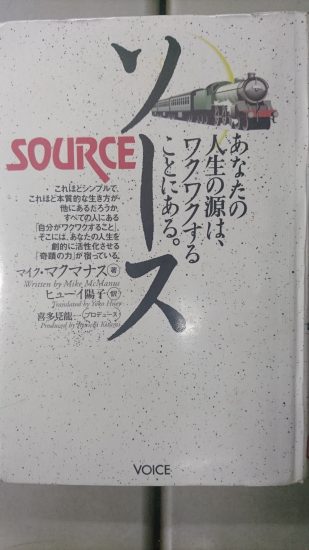 ソース
SOURCE
あなたの
人生の源は、
ワクワクする
ことにある。
これほどシンプルで、
これほど本質的な生き方が、
他にあるだろうか。
すべての人にある
「自分がワクワクすること」、
そこには、あなたの人生を
劇的に活性化させる
「奇蹟の力」が宿っている。
マイク・マクマナス 著
Written by Mike McManus
ヒューイ陽子 訳
Translated by Yoko Huey
喜多見龍一 プロデュース
Produced by Ryuichi Kitami
VOICE